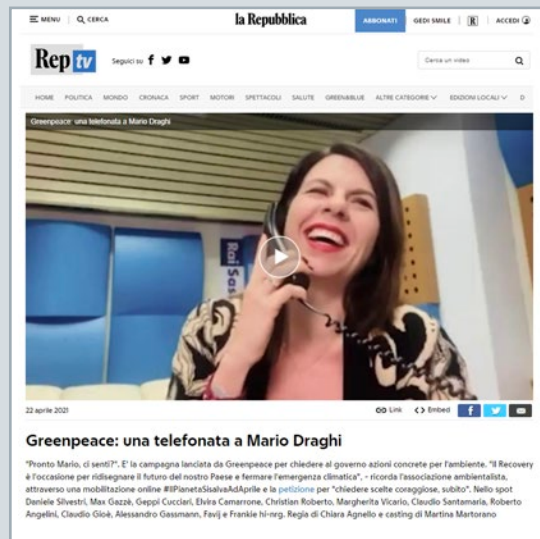 MENU CERCA la Repubblica ABBONATI GEDI SMILE R ACCEDI
Rep tv Seguici su Cerca un video
HOME POLITICA MONDO CRONACA SPORT MOTORI SPETTACOLI SALUTE GREEN&BLUE ALTRE CATEGORIE EDIZIONI LOCALI D
Greenpeace: una telefonata a Mario Draghi
Rai
22 aprile 2021 Link Embed
Greenpeace: una telefonata a Mario Draghi
"Pronto Mario, ci senti?". E' la campagna lanciata da Greenpeace per chiedere al governo azioni concrete per l'ambiente. "Il Recovery
è l'occasione per ridisegnare il futuro del nostro Paese e fermare l'emergenza climatica", - ricorda l'associazione ambientalista,
attraverso una mobilitazione online #IlPianetaSisalvaAdAprile e la petizione per "chiedere scelte coraggiose, subito". Nello spot
Daniele Silvestri, Max Gazzè, Geppi Cucciari, Elvira Camarrone, Christian Roberto, Margherita Vicario, Claudio Santamaria, Roberto
Angelini, Claudio Gioè, Alessandro Gassmann, Favij e Frankie hi-nrg. Regia di Chiara Agnello e casting di Martina Martorano